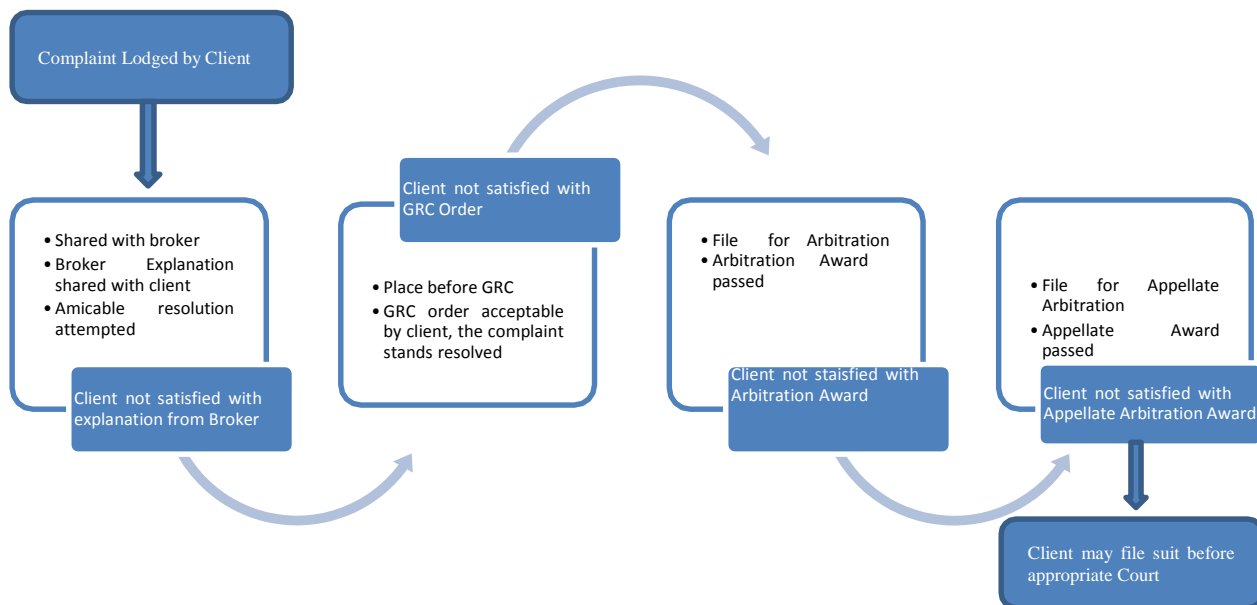 Complaint Lodged by Client
• Shared with broker
• Broker Explanation
shared with client
• Amicable resolution
attempted
Client not satisfied with
explanation from Broker
Client not satisfied with
GRC Order
• Place before GRC
• GRC order acceptable
by client, the complaint
stands resolved
• File for Arbitration
• Arbitration Award
passed
Client not staisfied with
Arbitration Award
• File for Appellate
Arbitration
• Appellate Award
passed
Client not satisfied with
Appellate Arbitration Award
Client may file suit before
appropriate Court